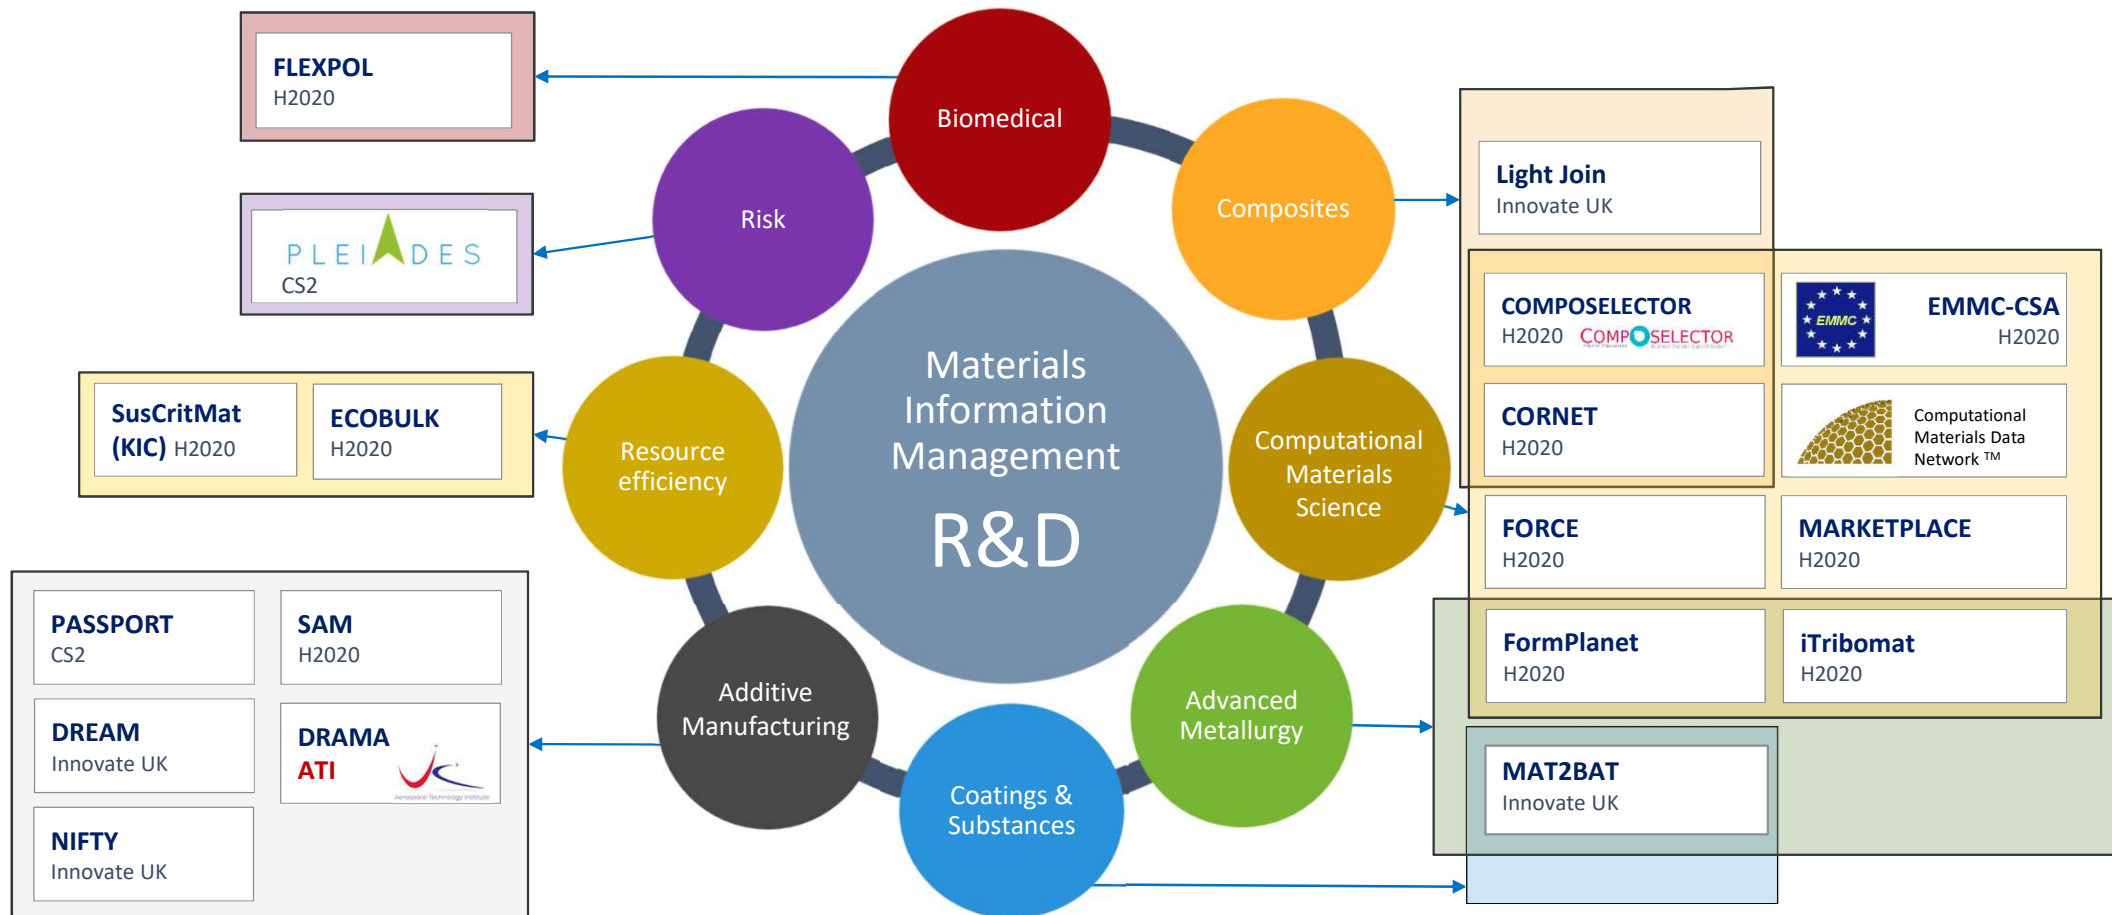 FLEXPOL
H2020
PLEIADES
CS2
SusCritMat
(KIC) H2020
ECOBULK
H2020
PASSPORT
CS2
SAM
H2020
DREAM
Innovate UK
DRAMA
ATI
Aerospace Technology Institute
NIFTY
Innovate UK
Biomedical
Risk
Composites
Resource
efficiency
Materials
Information
Management
R&D
Computational
Materials
Science
Additive
Manufacturing
Advanced
Metallurgy
Coatings &
Substances
Light Join
Innovate UK
COMPOSELECTOR
H2020 COMPOSELECTOR
EMMC
EMMC-CSA
H2020
CORNET
H2020
Computational
Materials Data
Network ™
FORCE
H2020
MARKETPLACE
H2020
FormPlanet
H2020
iTribomat
H2020
MAT2BAT
Innovate UK